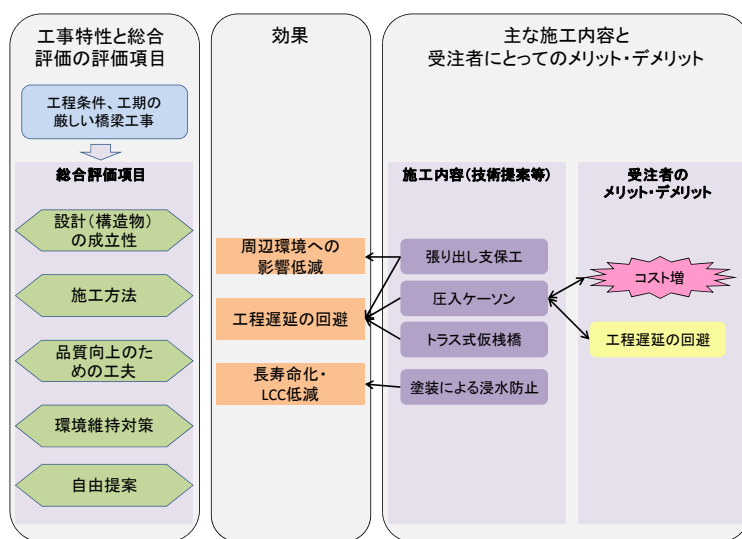 工事特性と総合
評価の評価項目
工程条件、工期の
厳しい橋梁工事
総合評価項目
設計(構造物)
の成立性
施工方法
品質向上のた
めの工夫
環境維持対策
自由提案
効果
周辺環境への
影響低減
工程遅延の回避
長寿命化・
LCC低減
主な施工内容と
受注者にとってのメリット・デメリット
施工内容(技術提案等)
張り出し支保工
圧入ケーソン
トラス式仮桟橋
塗装による浸水防止
受注者の
メリット・デメリット
コスト増
工程遅延の回避